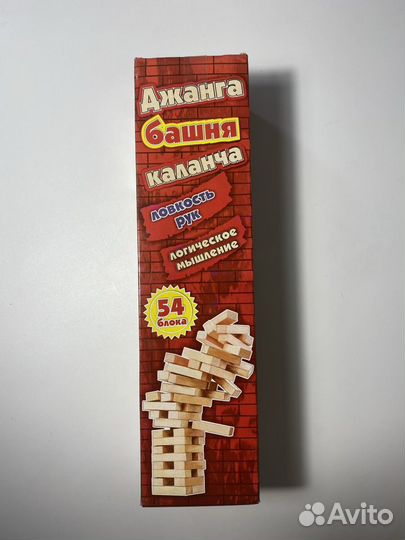 Джанга
башня
каланча
ловкость
рук
логическое
мышление
54
блока
Avito